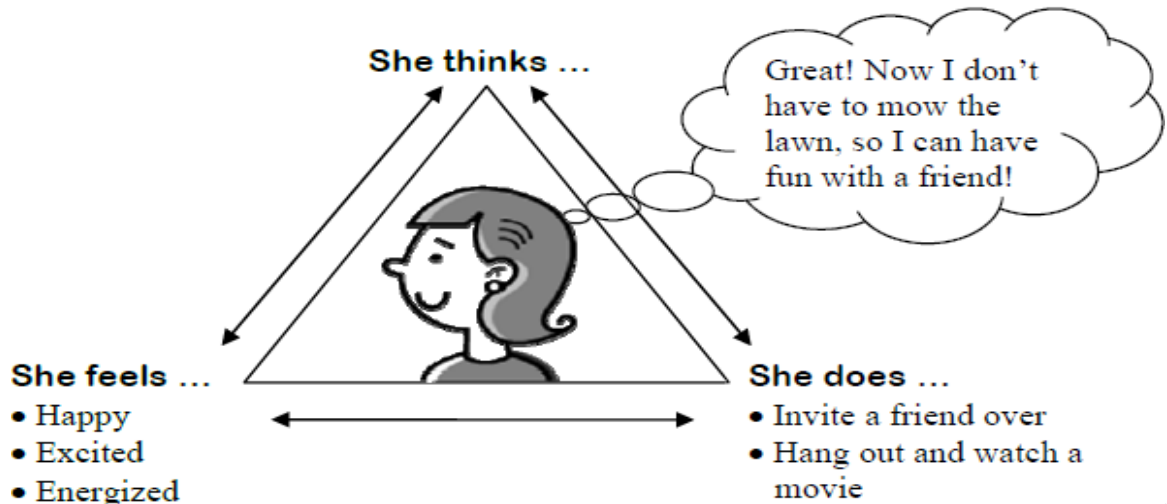 She thinks ...
Great! Now I don't
have to mow the
lawn, so I can have
fun with a friend!
She feels ...
• Happy
• Excited
• Energized
She does ...
• Invite a friend over
• Hang out and watch a
movie